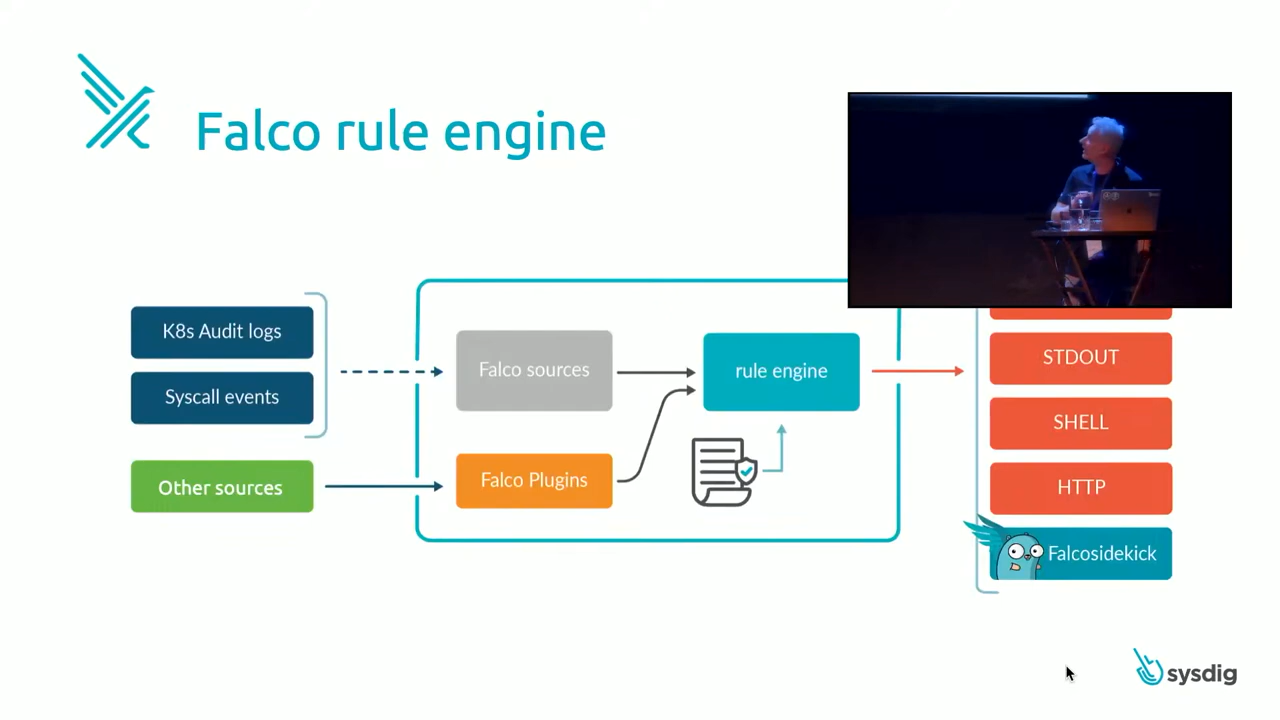 Falco rule engine
K8s Audit logs
Syscall events
Other sources
Falco sources
Falco Plugins
rule engine
STDOUT
SHELL
HTTP
Falcosidekick
sysdig